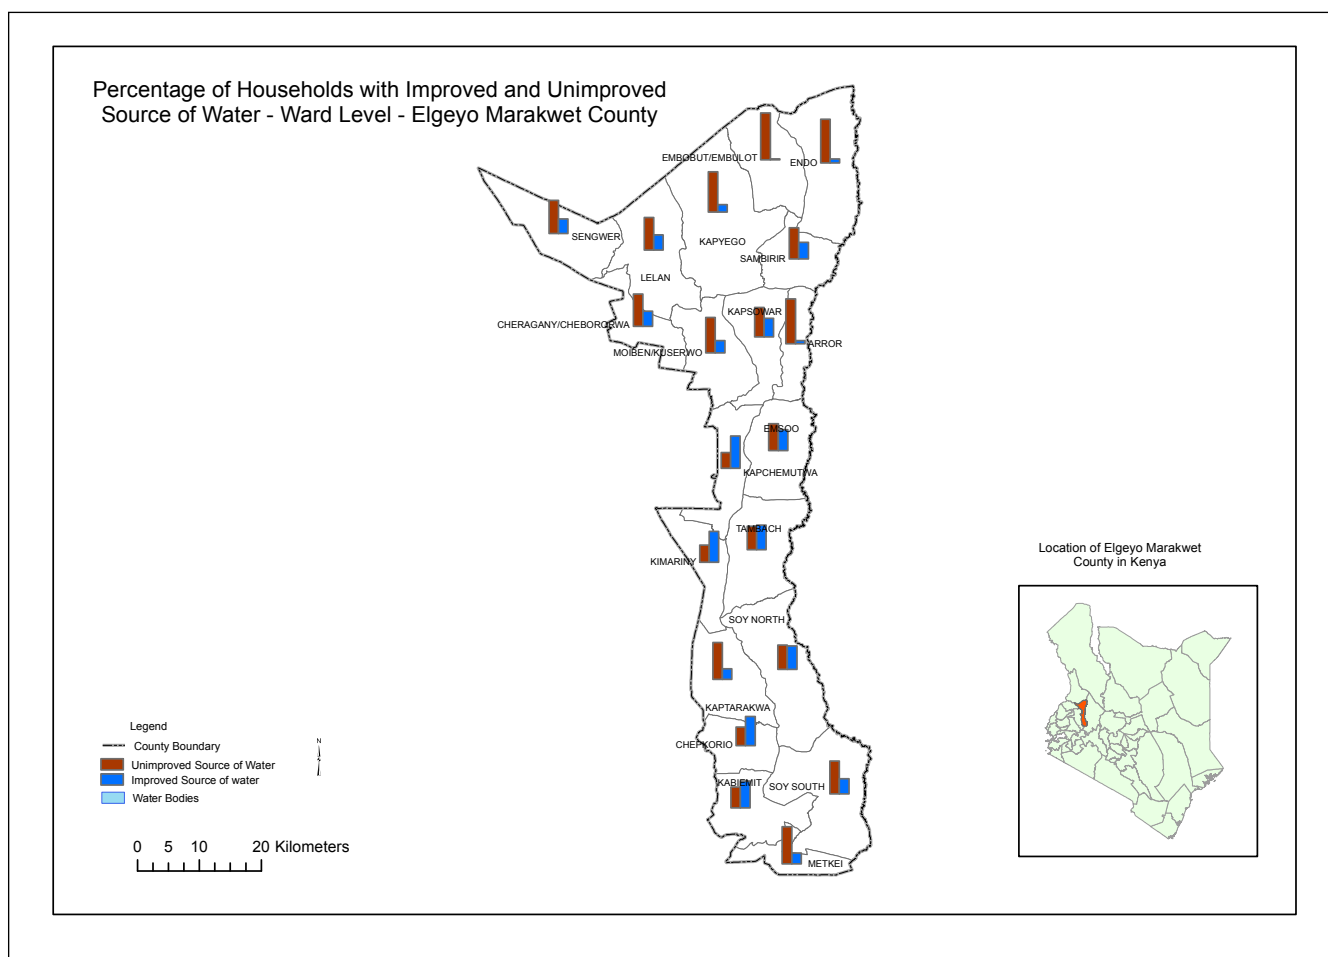 Percentage of Households with Improved and Unimproved
Source of Water - Ward Level - Elgeyo Marakwet County
EMBOBUT/EMBULOT
ENDO
SENGWER
KAPYEGO
SAMBIRIR
LELAN
KAPSOWAR
CHERAGANY/CHEBORORWA
ARROR
MOIBEN/KUSERWO
EMSOO
KAPCHEMUTWA
TAMBACH
KIMARINY
SOY NORTH
KAPTARAKWA
CHEPKORIO
KABIEMIT
SOY SOUTH
METKEI
Location of Elgeyo Marakwet
County in Kenya
Legend
County Boundary
Unimproved Source of Water
Improved Source of water
Water Bodies
N
0 5 10 20 Kilometers